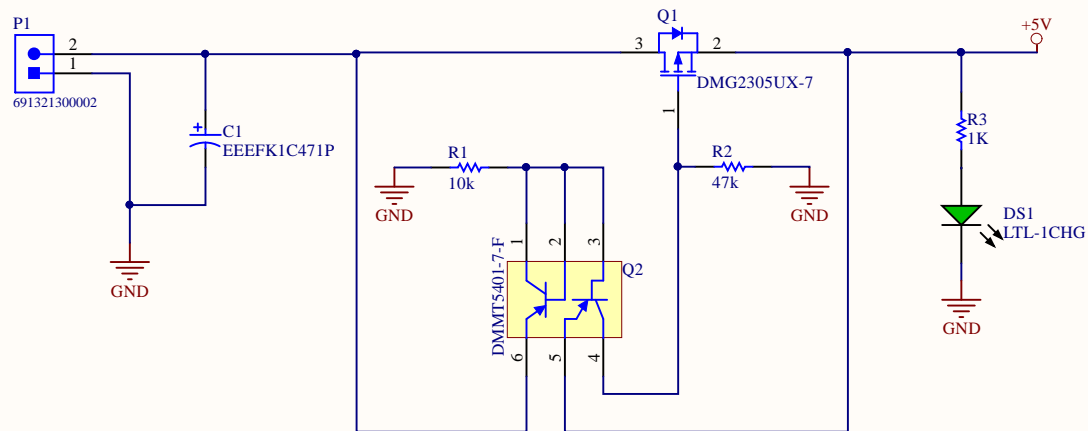 P1
2
1
691321300002
C1
EEEFK1C471P
GND
R1
10k
GND
Q1
3
2
DMG2305UX-7
1
R2
47k
GND
1
2
3
DMMT5401-7-F
Q2
6
5
4
+5V
R3
1K
DS1
LTL-1CHG
GND